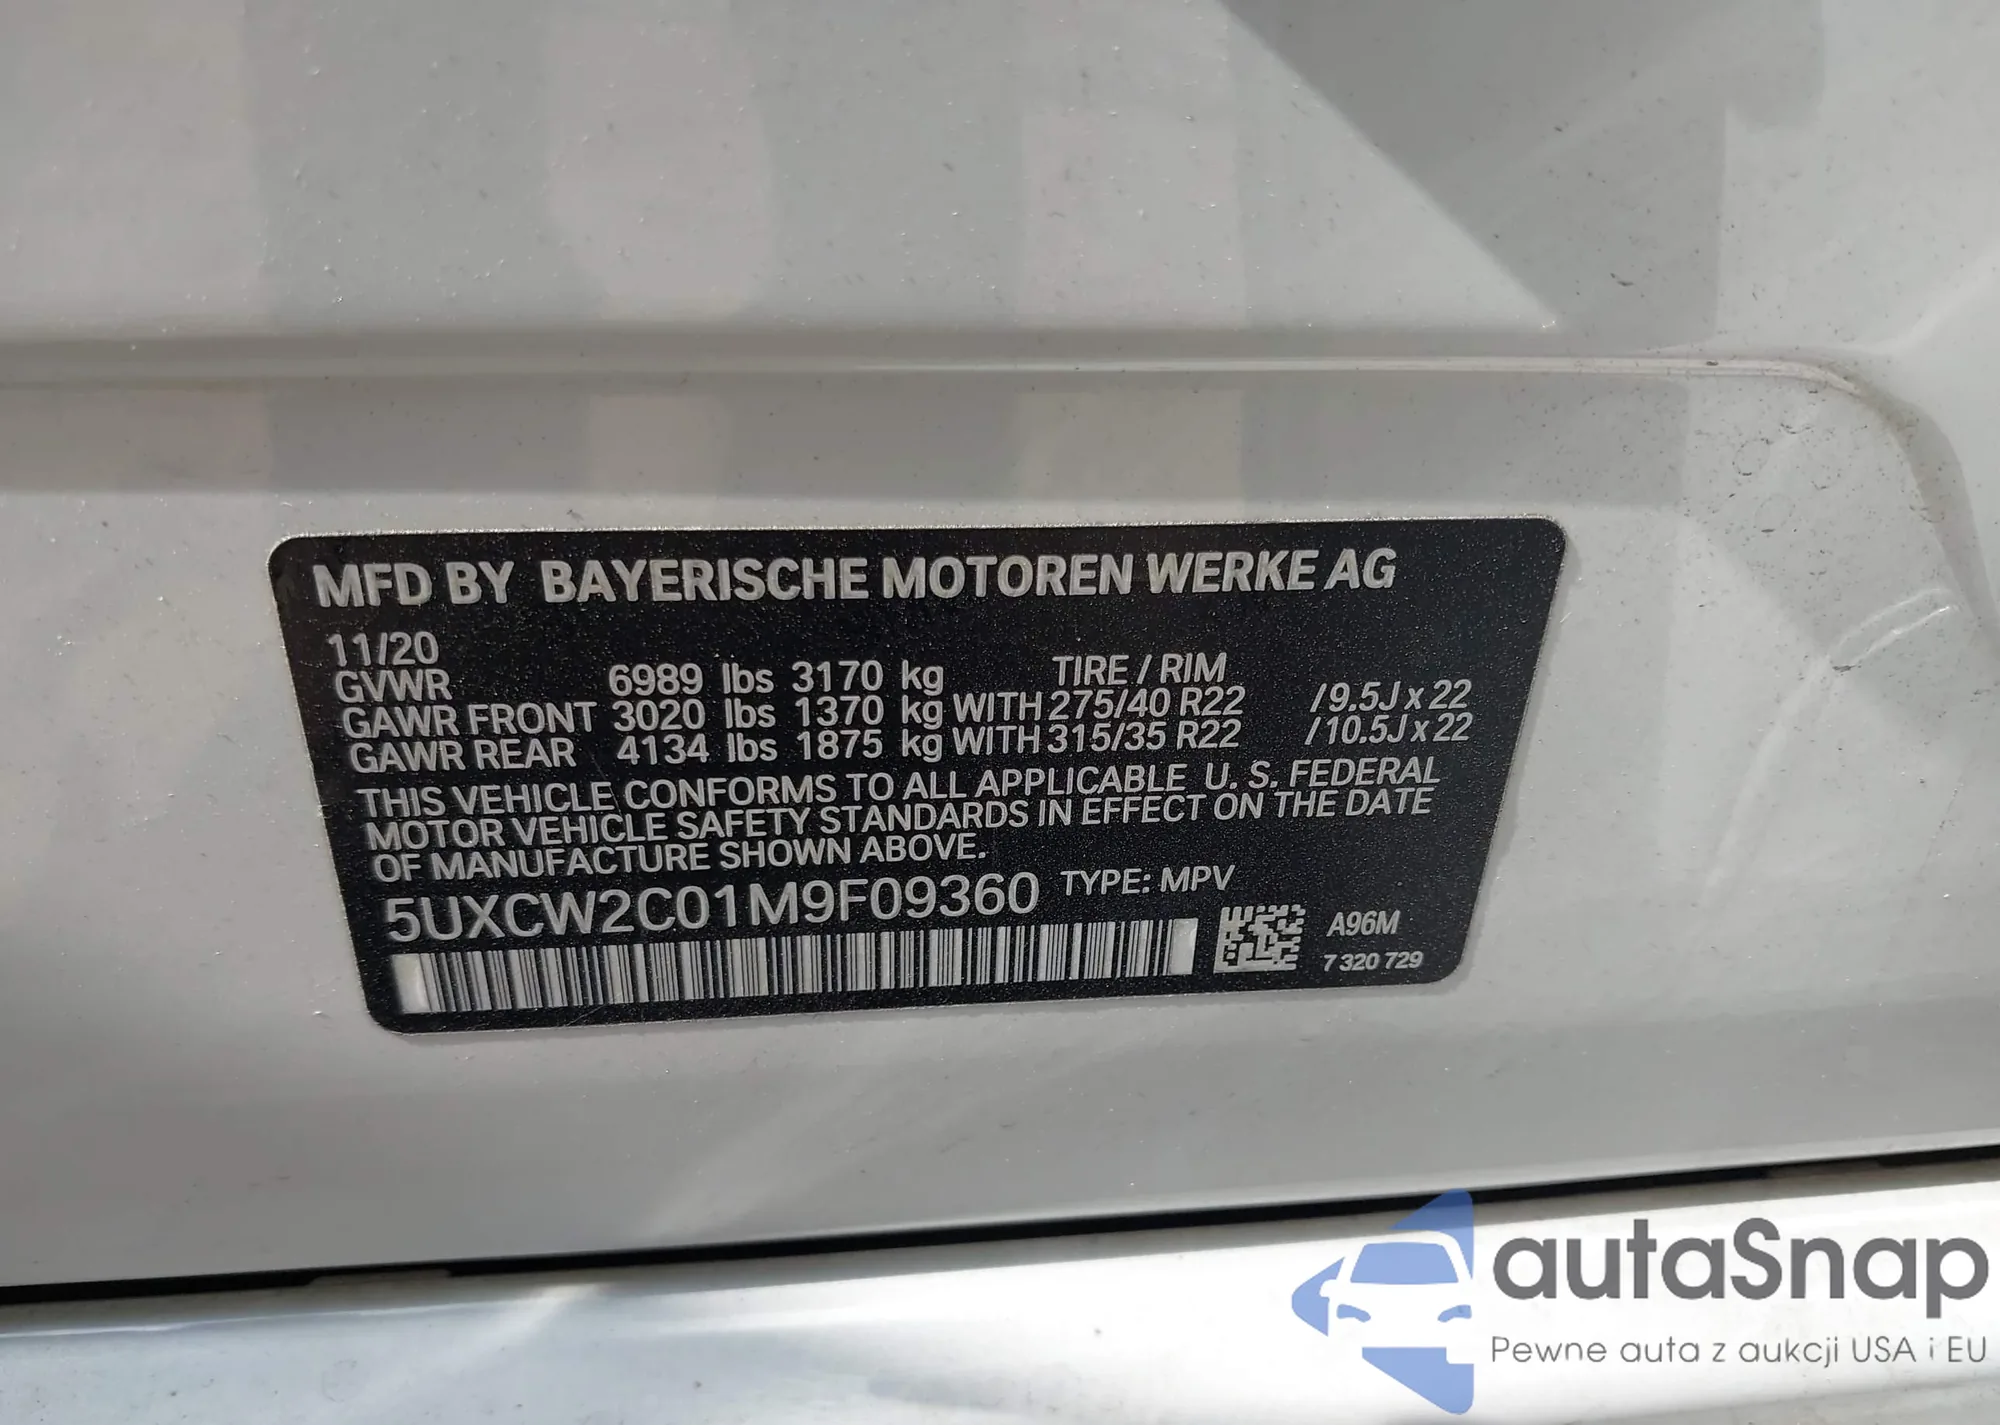 MFD BY BAYERISCHE MOTOREN WERKE AG
11/20
GVWR 6989 lbs 3170 kg TIRE / RIM
GAWR FRONT 3020 lbs 1370 kg WITH 275/40 R22 /9.5J x 22
GAWR REAR 4134 lbs 1875 kg WITH 315/35 R22 /10.5J x 22
THIS VEHICLE CONFORMS TO ALL APPLICABLE U. S. FEDERAL
MOTOR VEHICLE SAFETY STANDARDS IN EFFECT ON THE DATE
OF MANUFACTURE SHOWN ABOVE.
5UXCW2C01M9F09360 TYPE: MPV
A96M
7 320 729
autaSnap
Pewne auta z aukcji USA i EU